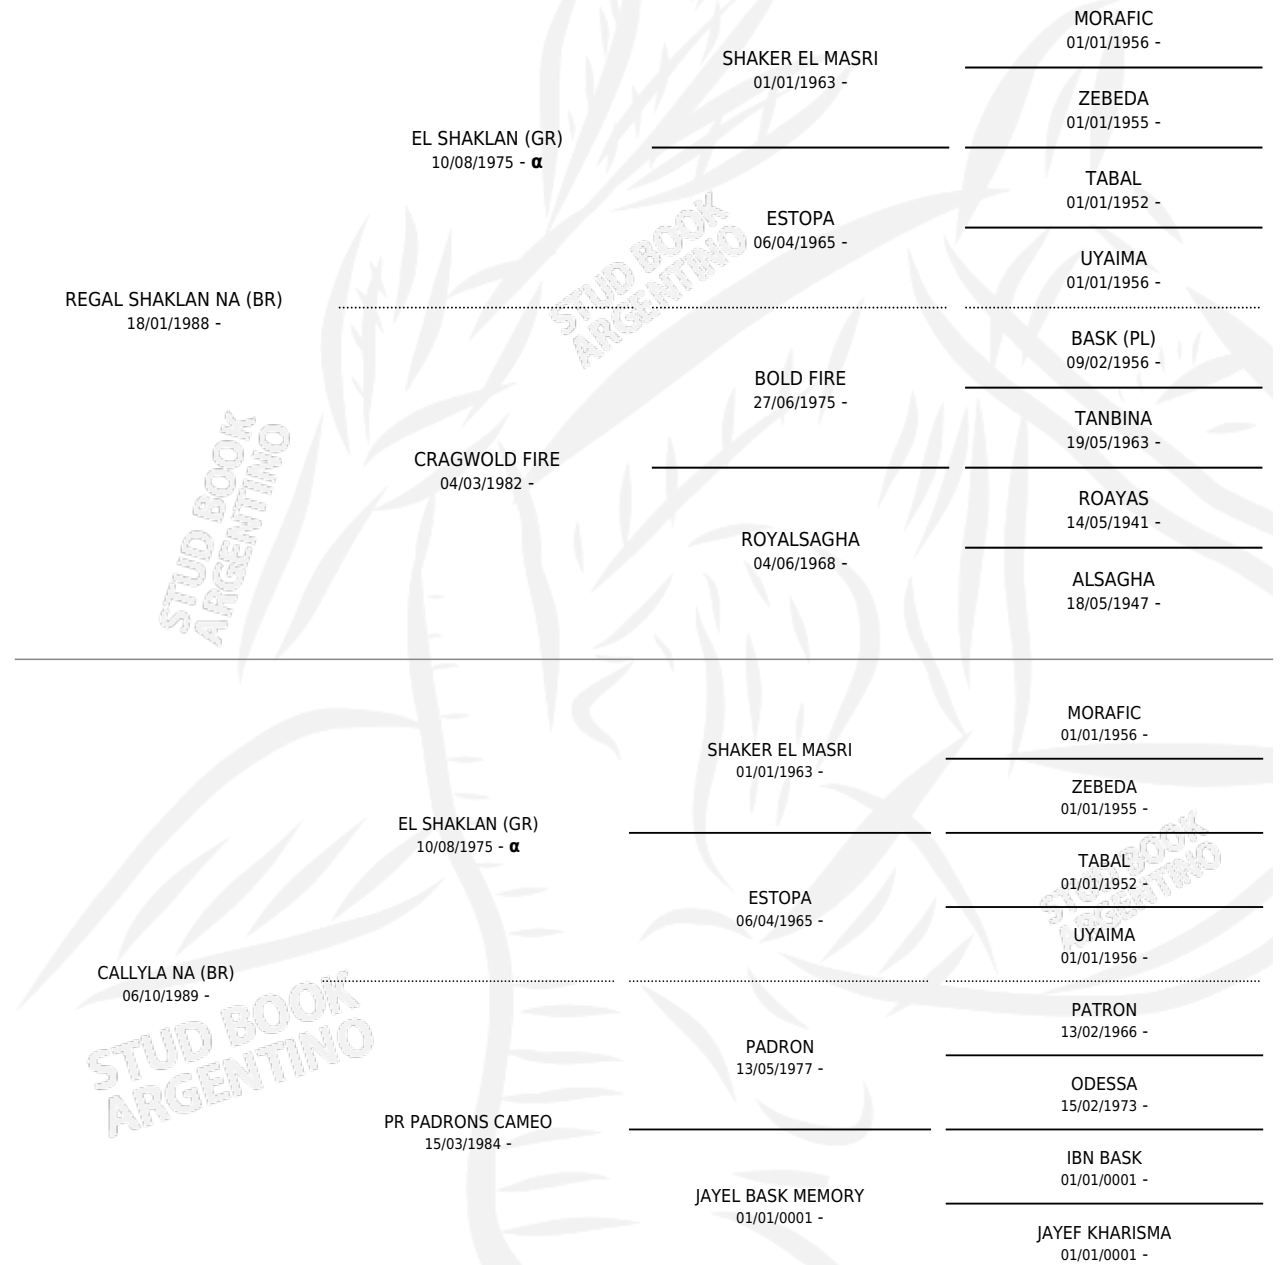 MORAFIC
01/01/1956 -
SHAKER EL MASRI
01/01/1963 -
ZEBEDA
01/01/1955 -
EL SHAKLAN (GR)
10/08/1975 - α
TABAL
01/01/1952 -
ESTOPA
06/04/1965 -
UYAIMA
01/01/1956 -
REGAL SHAKLAN NA (BR)
18/01/1988 -
BASK (PL)
09/02/1956 -
BOLD FIRE
27/06/1975 -
TANBINA
19/05/1963 -
CRAGWOLD FIRE
04/03/1982 -
ROAYAS
14/05/1941 -
ROYALSAGHA
04/06/1968 -
ALSAGHA
18/05/1947 -
STUD BOOK
ARGENTINO
STUD BOOK
ARGENTINO
MORAFIC
01/01/1956 -
SHAKER EL MASRI
01/01/1963 -
ZEBEDA
01/01/1955 -
EL SHAKLAN (GR)
10/08/1975 - α
TABAL
01/01/1952 -
ESTOPA
06/04/1965 -
UYAIMA
01/01/1956 -
CALLYLA NA (BR)
06/10/1989 -
PATRON
13/02/1966 -
PADRON
13/05/1977 -
ODESSA
15/02/1973 -
PR PADRONS CAMEO
15/03/1984 -
IBN BASK
01/01/0001 -
JAYEL BASK MEMORY
01/01/0001 -
JAYEF KHARISMA
01/01/0001 -
STUD BOOK
ARGENTINO
STUD BOOK
ARGENTINO